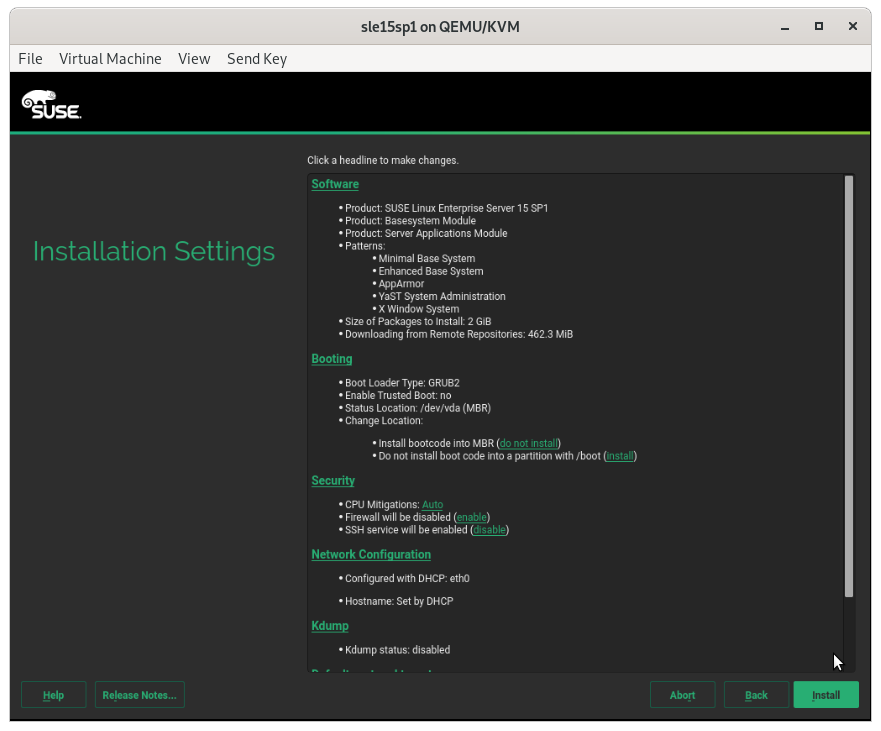 sle15sp1 on QEMU/KVM
File Virtual Machine View Send Key
SUSE.
Click a headline to make changes.
Software
• Product: SUSE Linux Enterprise Server 15 SP1
• Product: Basesystem Module
• Product: Server Applications Module
• Patterns:
Installation Settings
• Minimal Base System
• Enhanced Base System
• AppArmor
• YaST System Administration
• X Window System
• Size of Packages to Install: 2 GiB
• Downloading from Remote Repositories: 462.3 MiB
Booting
• Boot Loader Type: GRUB2
• Enable Trusted Boot: no
• Status Location: /dev/vda (MBR)
• Change Location:
• Install bootcode into MBR (do not install)
• Do not install boot code into a partition with /boot (install)
Security
• CPU Mitigations: Auto
• Firewall will be disabled (enable)
• SSH service will be enabled (disable)
Network Configuration
• Configured with DHCP: eth0
• Hostname: Set by DHCP
Kdump
• Kdump status: disabled
Help Release Notes... Abort Back Install